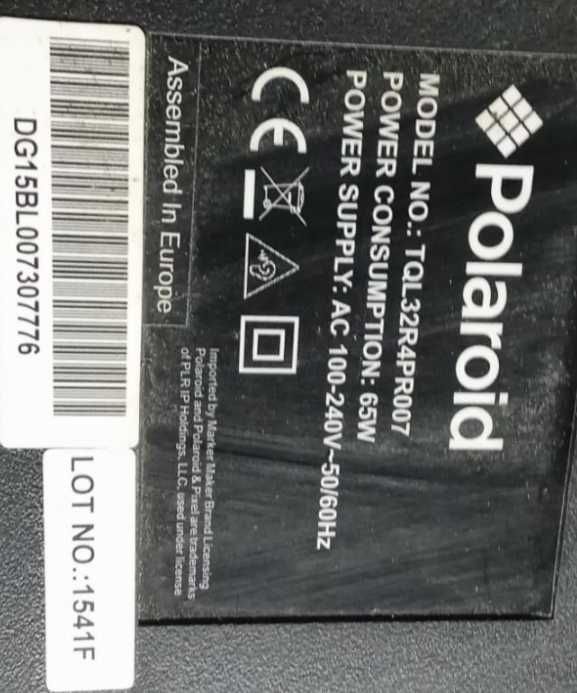 Polaroid
MODEL NO.: TQL32R4PR007
POWER CONSUMPTION: 65W
POWER SUPPLY: AC 100-240V~50/60Hz
CE
Assembled In Europe
Imported by Marker Maker Brand Licensing
Polaroid and Polaroid & Pixel are trademarks
of PLR IP Holdings, LLC, used under license
DG15BL007307776
LOT NO.:1541F